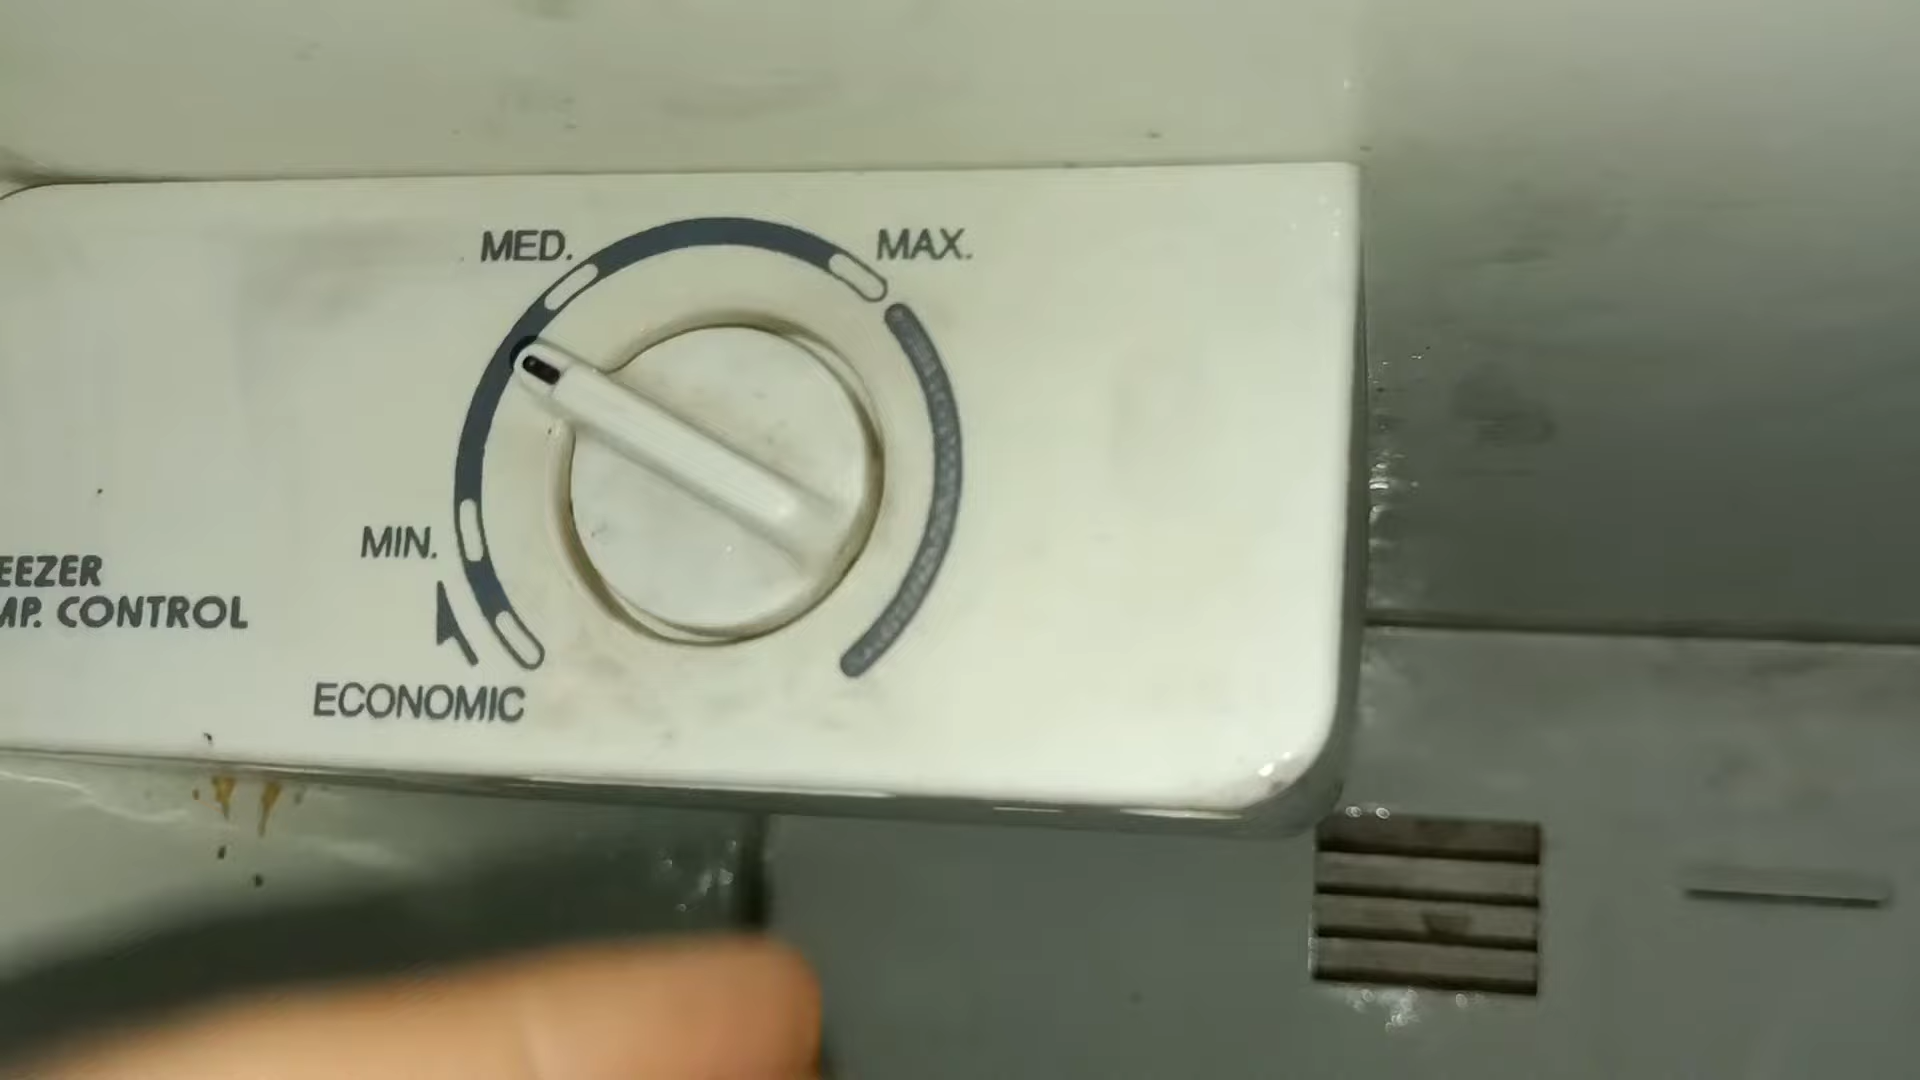 MED.
MAX.
MIN.
EEZER
MP. CONTROL
ECONOMIC